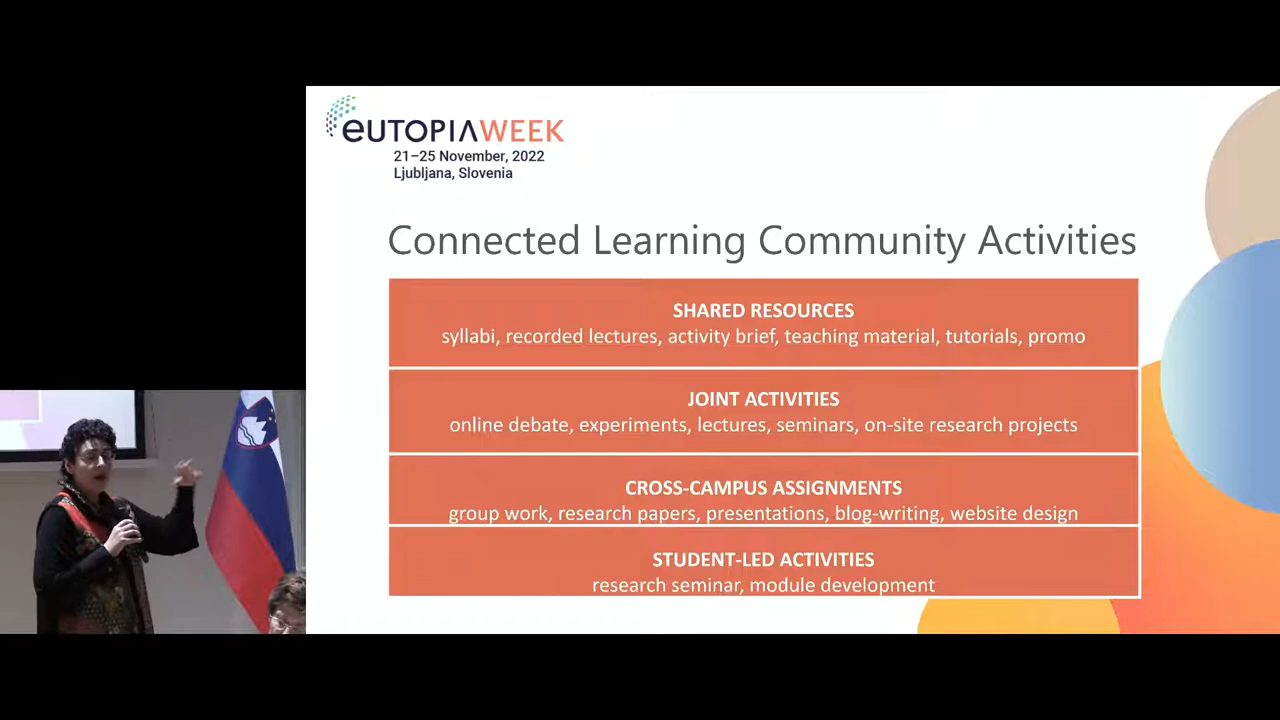 eUTOPIAWEEK
21–25 November, 2022
Ljubljana, Slovenia
Connected Learning Community Activities
SHARED RESOURCES
syllabi, recorded lectures, activity brief, teaching material, tutorials, promo
JOINT ACTIVITIES
online debate, experiments, lectures, seminars, on-site research projects
CROSS-CAMPUS ASSIGNMENTS
group work, research papers, presentations, blog-writing, website design
STUDENT-LED ACTIVITIES
research seminar, module development